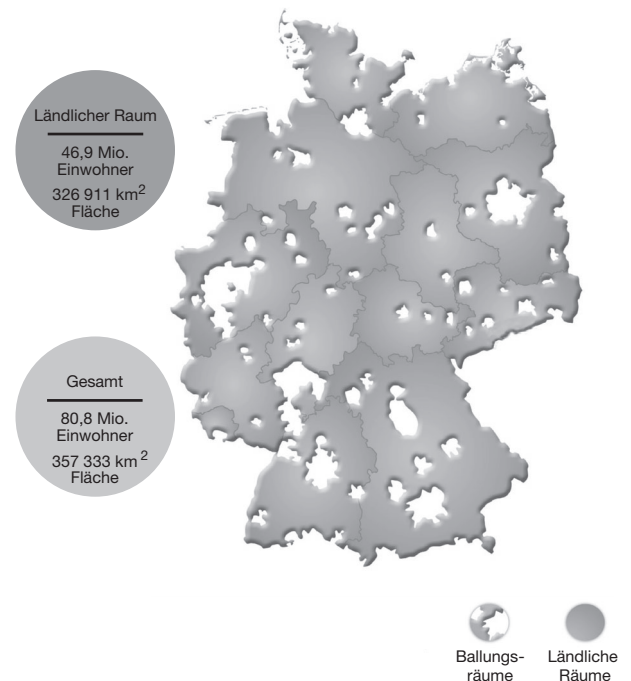 Ländlicher Raum
46,9 Mio.
Einwohner
326 911 km²
Fläche
Gesamt
80,8 Mio.
Einwohner
357 333 km²
Fläche
Ballungs-
räume
Ländliche
Räume